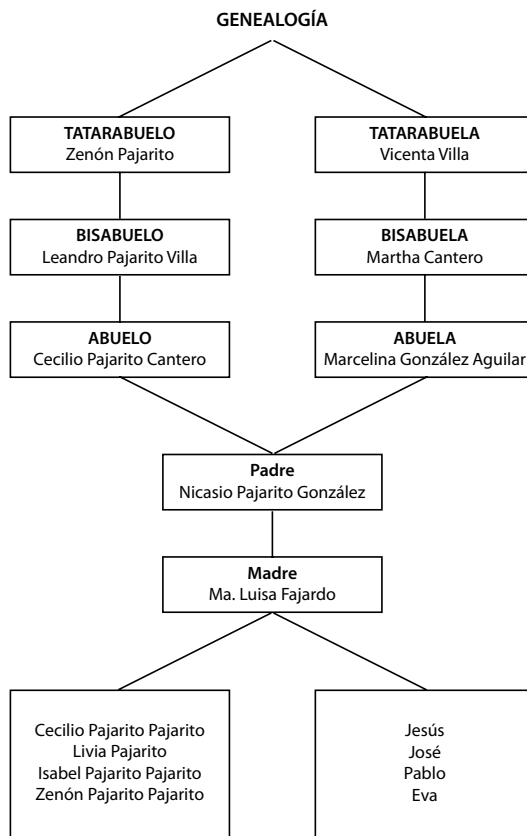 GENEALOGÍA
TATARABUELO
Zenón Pajarito
TATARABUELA
Vicenta Villa
BISABUELO
Leandro Pajarito Villa
BISABUELA
Martha Cantero
ABUELO
Cecilio Pajarito Cantero
ABUELA
Marcelina González Aguilar
Padre
Nicasio Pajarito González
Madre
Ma. Luisa Fajardo
Cecilio Pajarito Pajarito
Livia Pajarito
Isabel Pajarito Pajarito
Zenón Pajarito Pajarito
Jesús
José
Pablo
Eva